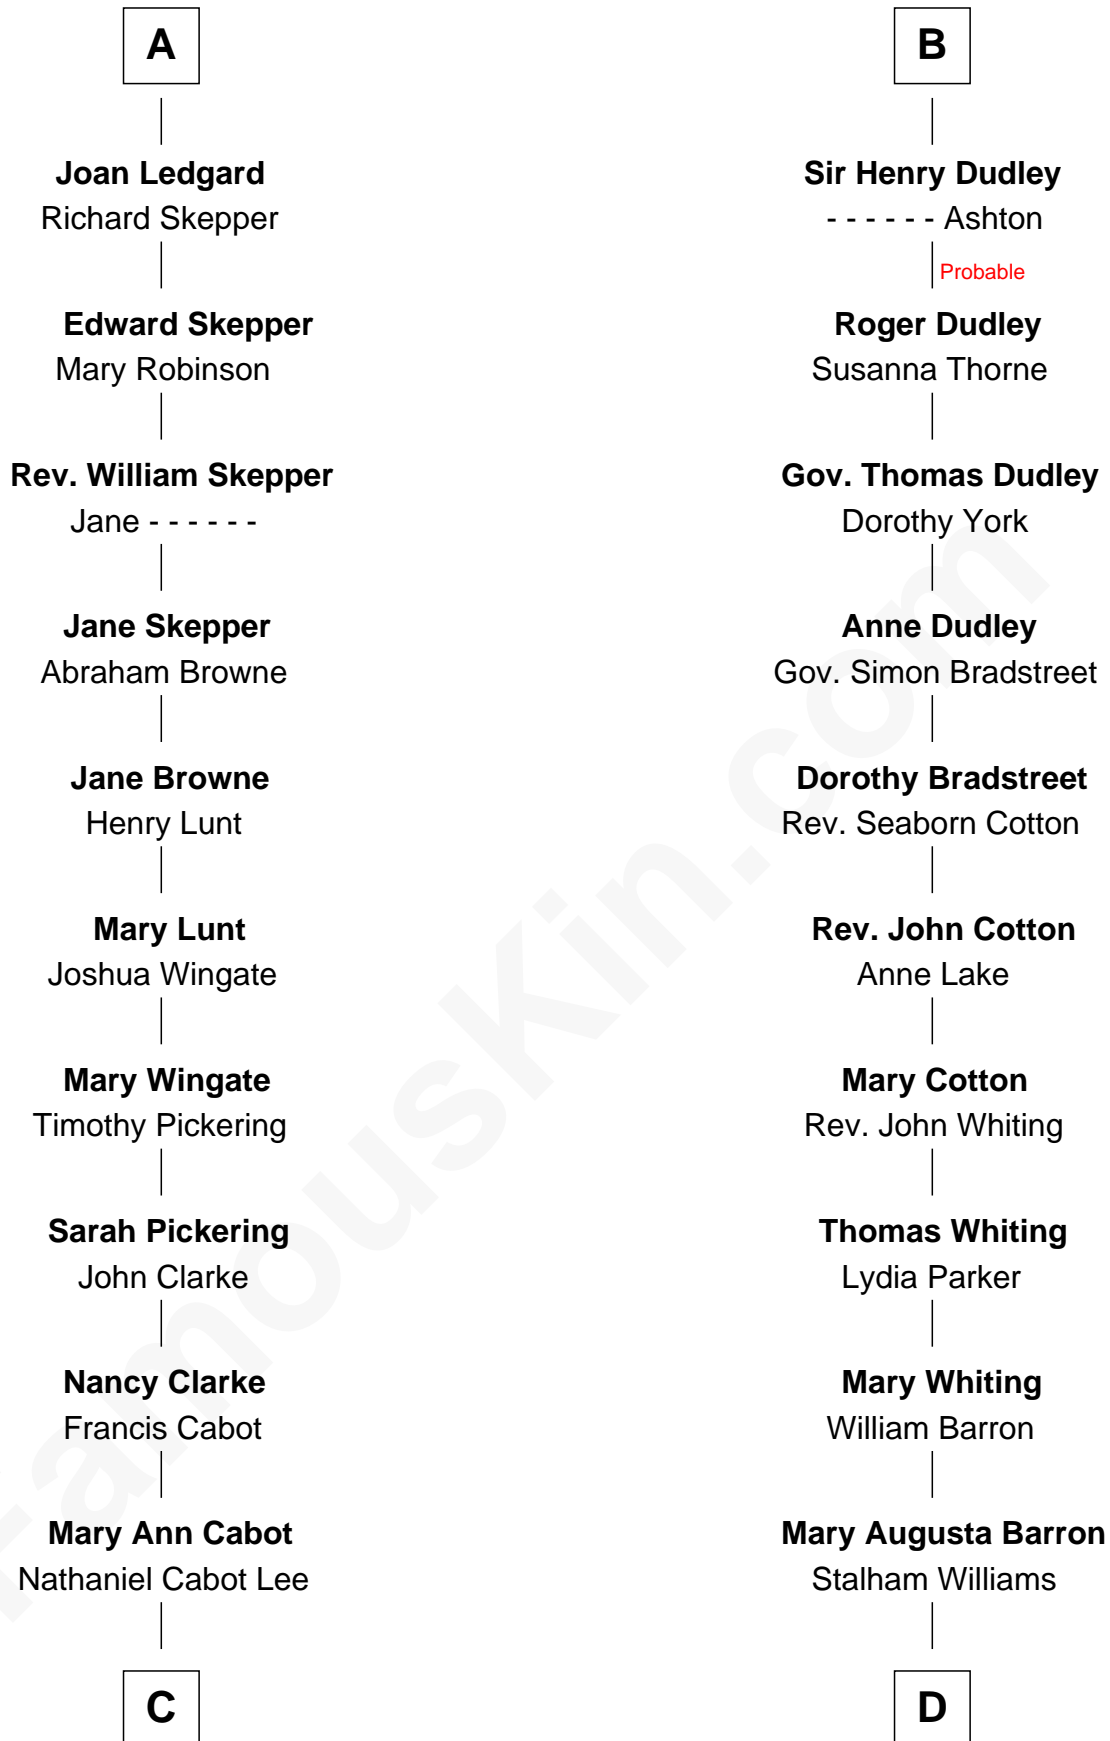 A
Joan Ledgard
Richard Skepper
Edward Skepper
Mary Robinson
Rev. William Skepper
Jane - - - - - -
Jane Skepper
Abraham Browne
Jane Browne
Henry Lunt
Mary Lunt
Joshua Wingate
Mary Wingate
Timothy Pickering
Sarah Pickering
John Clarke
Nancy Clarke
Francis Cabot
Mary Ann Cabot
Nathaniel Cabot Lee
C
B
Sir Henry Dudley
- - - - - - Ashton
Probable
Roger Dudley
Susanna Thorne
Gov. Thomas Dudley
Dorothy York
Anne Dudley
Gov. Simon Bradstreet
Dorothy Bradstreet
Rev. Seaborn Cotton
Rev. John Cotton
Anne Lake
Mary Cotton
Rev. John Whiting
Thomas Whiting
Lydia Parker
Mary Whiting
William Barron
Mary Augusta Barron
Stalham Williams
D
FamousKin.com